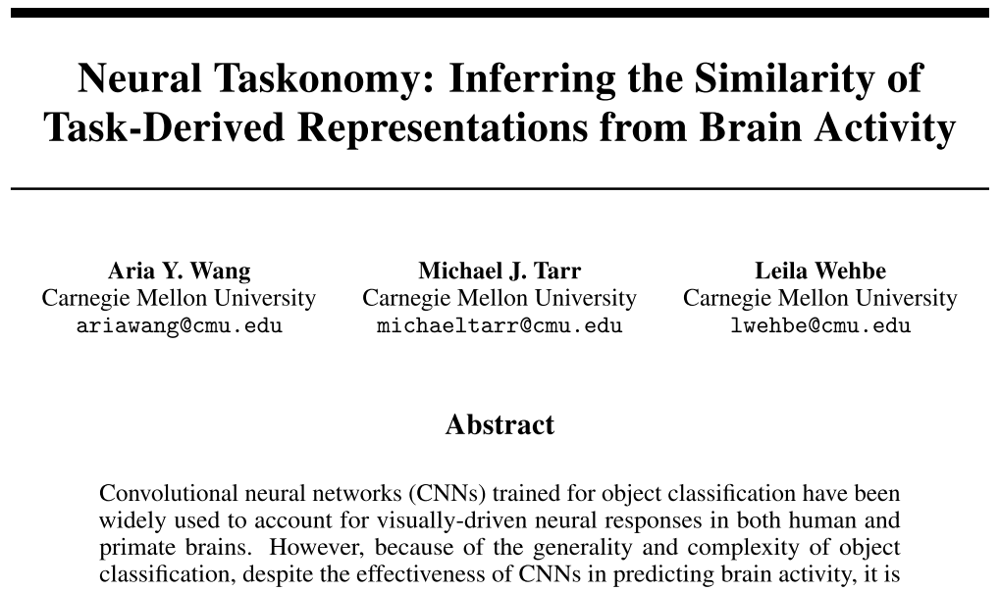 Neural Taskonomy: Inferring the Similarity of
Task-Derived Representations from Brain Activity
Aria Y. Wang
Carnegie Mellon University
ariawang@cmu.edu
Michael J. Tarr
Carnegie Mellon University
michaeltarr@cmu.edu
Leila Wehbe
Carnegie Mellon University
lwehbe@cmu.edu
Abstract
Convolutional neural networks (CNNs) trained for object classification have been
widely used to account for visually-driven neural responses in both human and
primate brains. However, because of the generality and complexity of object
classification, despite the effectiveness of CNNs in predicting brain activity, it is